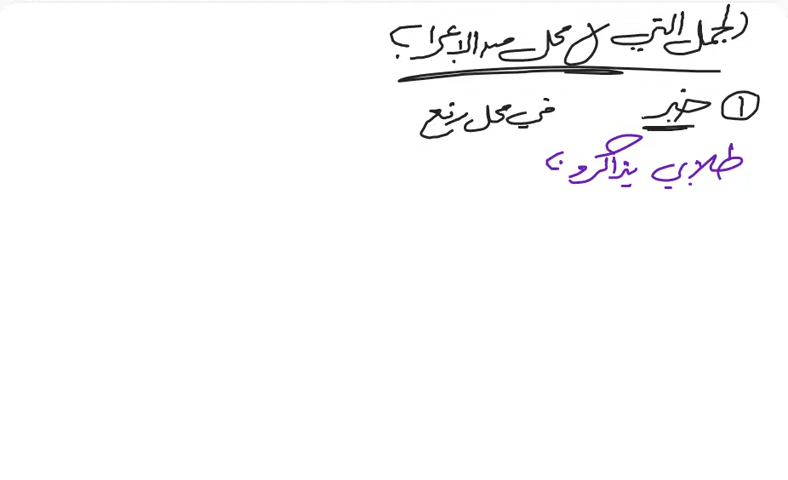 الجمل التي لها محل من الإعراب
① خبر في محل رفع
طلابي يذاكرون